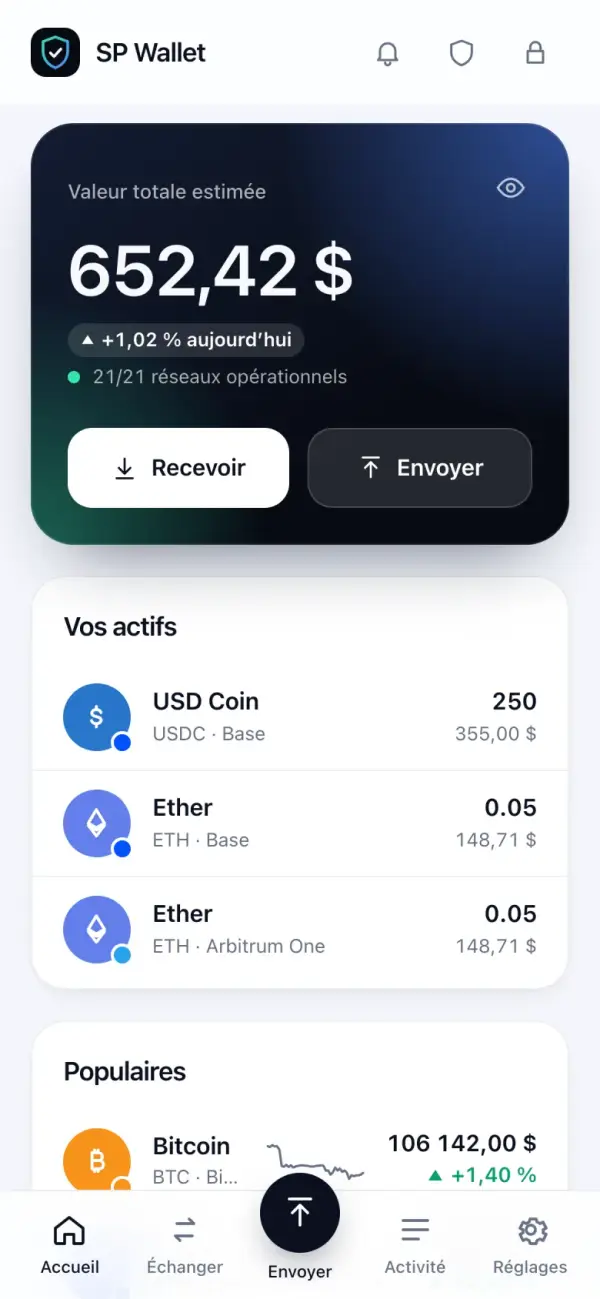 SP Wallet
Valeur totale estimée
652,42 $
▲ +1,02 % aujourd’hui
21/21 réseaux opérationnels
Recevoir
Envoyer
Vos actifs
$
USD Coin
250
USDC · Base
355,00 $
Ether
0.05
ETH · Base
148,71 $
Ether
0.05
ETH · Arbitrum One
148,71 $
Populaires
Bitcoin
106 142,00 $
BTC · Bi...
▲ +1,40 %
Accueil
Échanger
Envoyer
Activité
Réglages